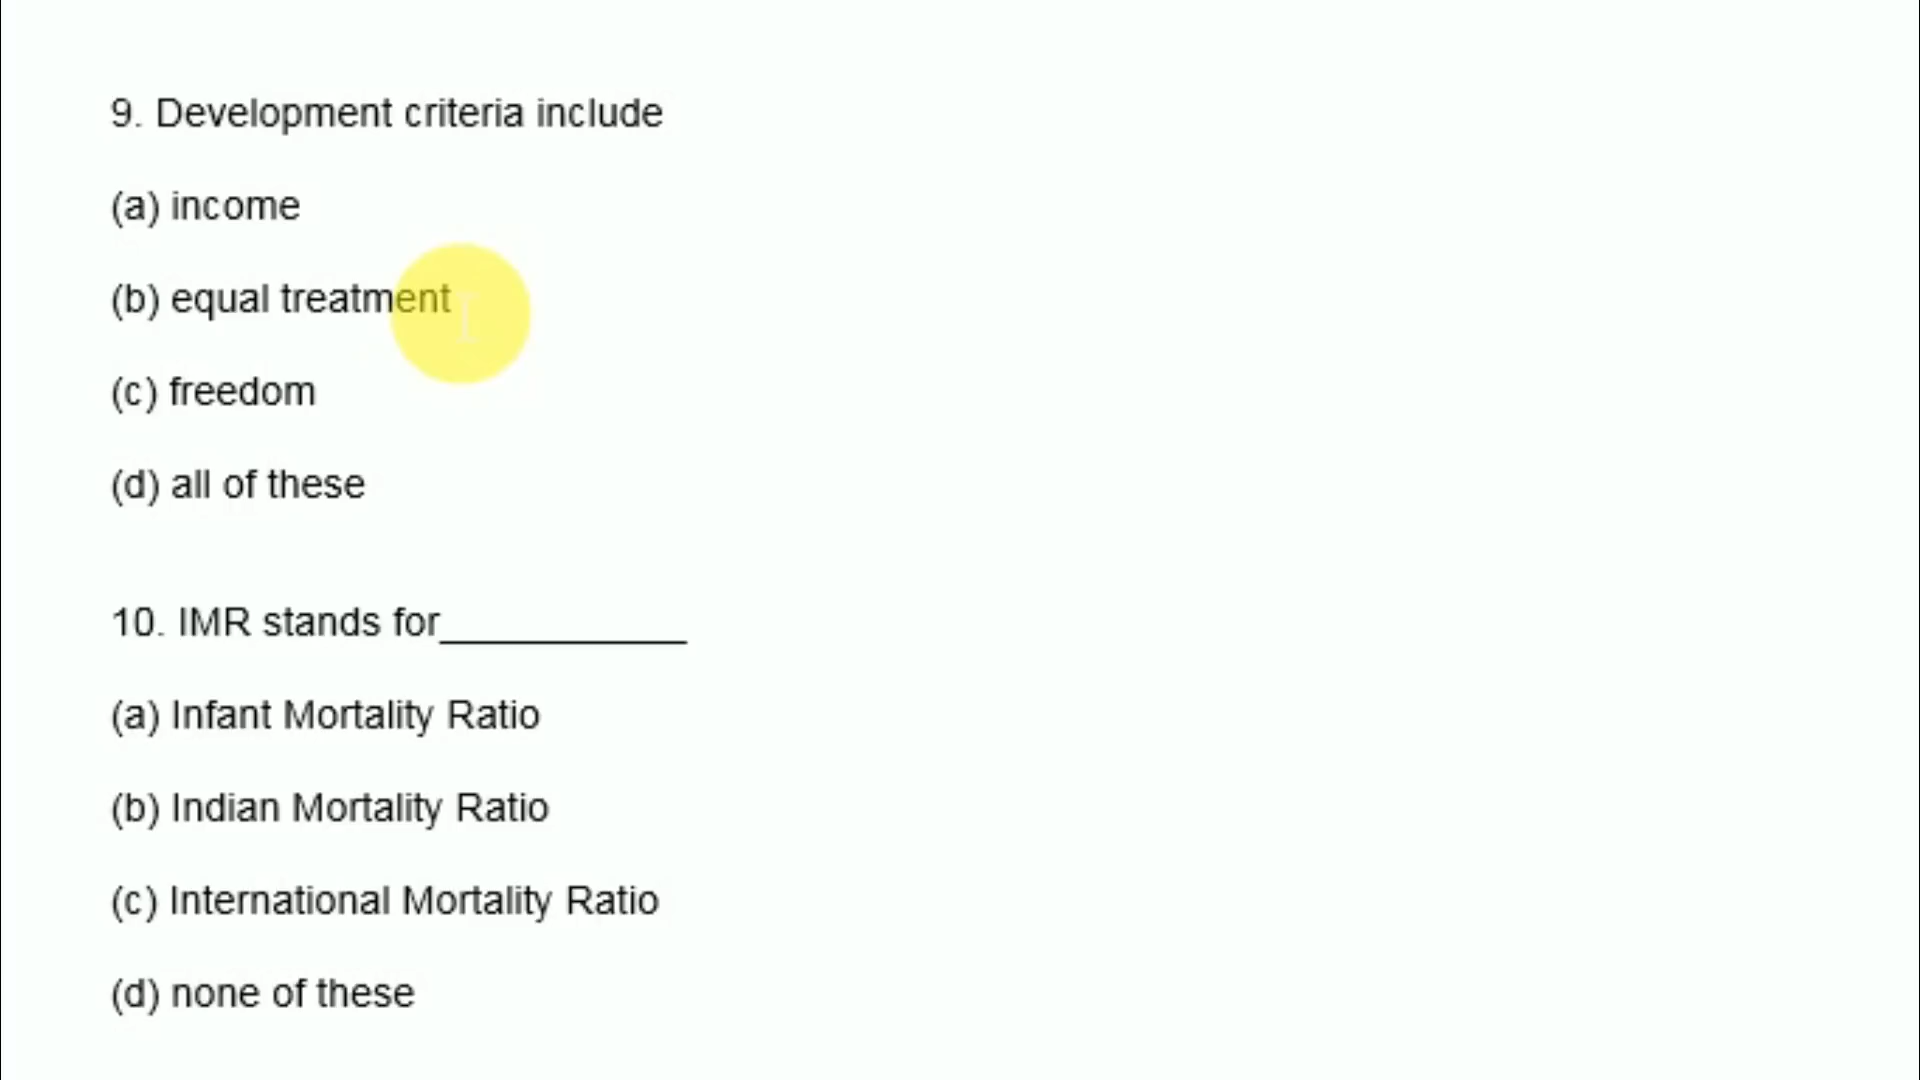 9. Development criteria include
(a) income
(b) equal treatment
(c) freedom
(d) all of these
10. IMR stands for___________
(a) Infant Mortality Ratio
(b) Indian Mortality Ratio
(c) International Mortality Ratio
(d) none of these